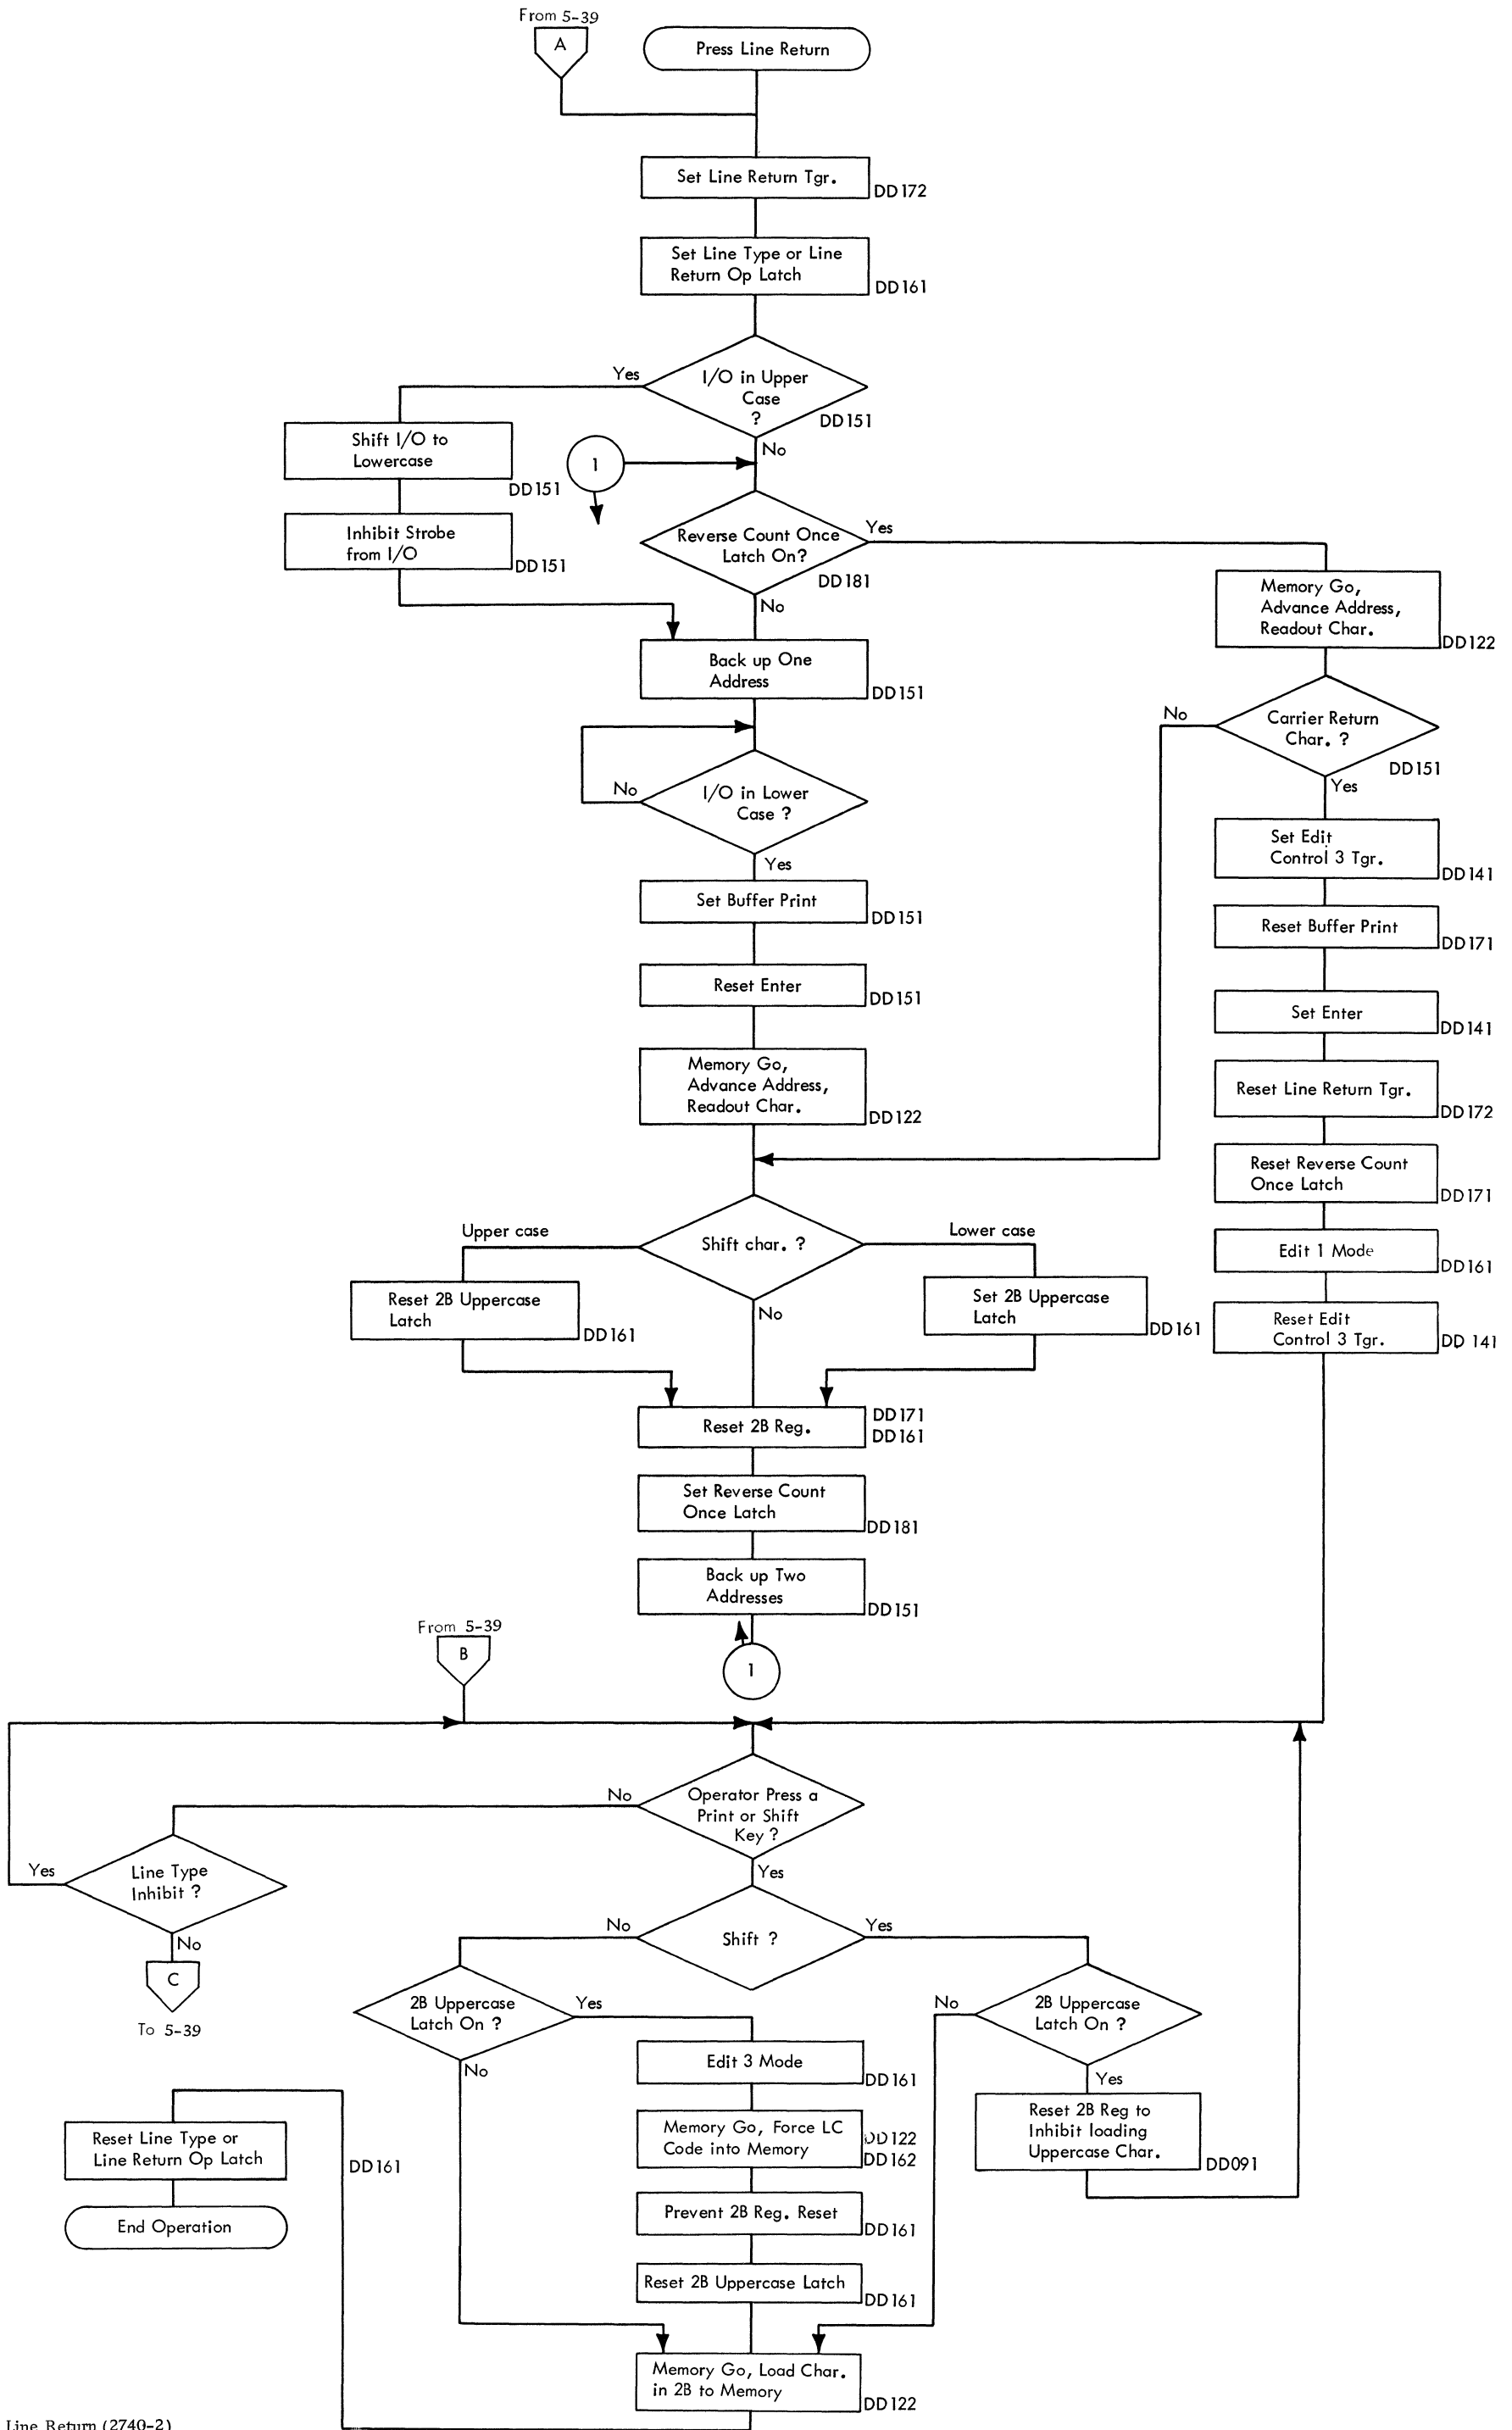 From 5-39
A
Press Line Return
Set Line Return Tgr.
DD172
Set Line Type or Line
Return Op Latch
DD161
Yes
I/O in Upper
Case
?
DD151
No
Shift I/O to
Lowercase
DD151
1
Inhibit Strobe
from I/O
DD151
Reverse Count Once
Latch On?
DD181
Yes
No
Memory Go,
Advance Address,
Readout Char.
DD122
Back up One
Address
DD151
No
Carrier Return
Char. ?
DD151
Yes
No
I/O in Lower
Case ?
Yes
Set Edit
Control 3 Tgr.
DD141
Set Buffer Print
DD151
Reset Buffer Print
DD171
Reset Enter
DD151
Set Enter
DD141
Memory Go,
Advance Address,
Readout Char.
DD122
Reset Line Return Tgr.
DD172
Reset Reverse Count
Once Latch
DD171
Upper case
Shift char. ?
Lower case
No
Edit 1 Mode
DD161
Reset 2B Uppercase
Latch
DD161
Set 2B Uppercase
Latch
DD161
Reset Edit
Control 3 Tgr.
DD 141
Reset 2B Reg.
DD171
DD161
Set Reverse Count
Once Latch
DD181
Back up Two
Addresses
DD151
From 5-39
B
1
No
Operator Press a
Print or Shift
Key ?
Yes
Yes
Line Type
Inhibit ?
No
C
To 5-39
No
Shift ?
Yes
2B Uppercase
Latch On ?
Yes
No
No
2B Uppercase
Latch On ?
Yes
Edit 3 Mode
DD161
Reset 2B Reg to
Inhibit loading
Uppercase Char.
DD091
Memory Go, Force LC
Code into Memory
DD122
DD162
Reset Line Type or
Line Return Op Latch
DD161
Prevent 2B Reg. Reset
DD161
End Operation
Reset 2B Uppercase Latch
DD161
Memory Go, Load Char.
in 2B to Memory
DD122
Line Return (2740-2)